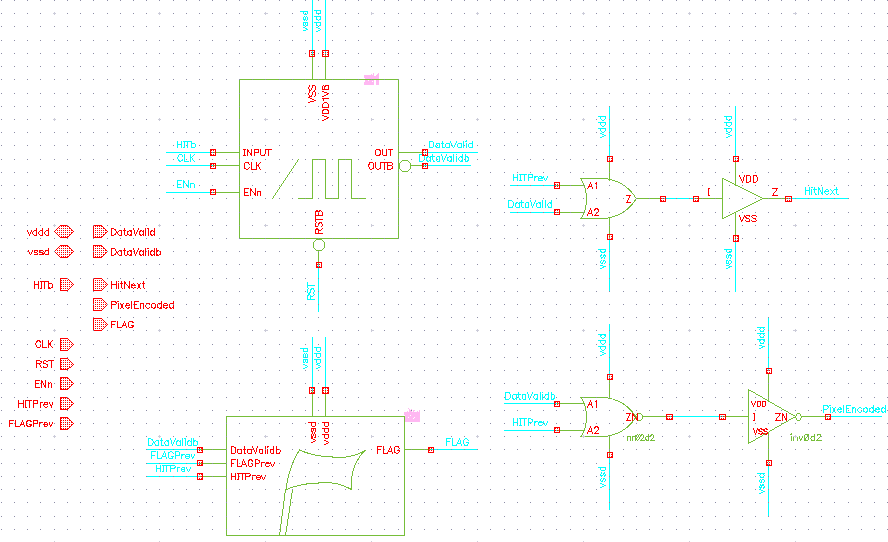 vssd
vddd
VSS
VDD1V8
HITb
INPUT
OUT
DataValid
CLK
CLK
OUTB
DataValidb
ENn
ENn
RSTB
RST
vddd
DataValid
vssd
DataValidb
HITb
HitNext
PixelEncoded
FLAG
CLK
RST
ENn
HITPrev
FLAGPrev
vssd
vddd
vssd
vddd
DataValidb
DataValidb
FLAG
FLAG
FLAGPrev
FLAGPrev
HITPrev
HITPrev
vddd
vddd
HITPrev
A1
VDD
DataValid
A2
Z
I
Z
HitNext
VSS
vssd
vssd
vddd
vddd
DataValidb
A1
VDD
HITPrev
A2
ZN
I
ZN
PixelEncoded
VSS
inv0d2
vssd
vssd